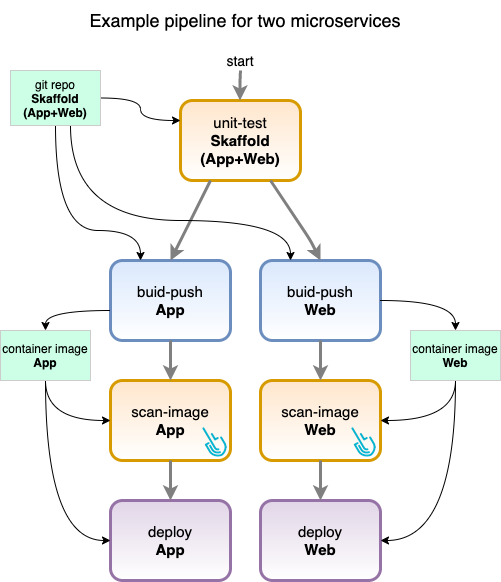 Example pipeline for two microservices
start
git repo
Skaffold
(App+Web)
unit-test
Skaffold
(App+Web)
buid-push
App
buid-push
Web
container image
App
container image
Web
scan-image
App
scan-image
Web
deploy
App
deploy
Web